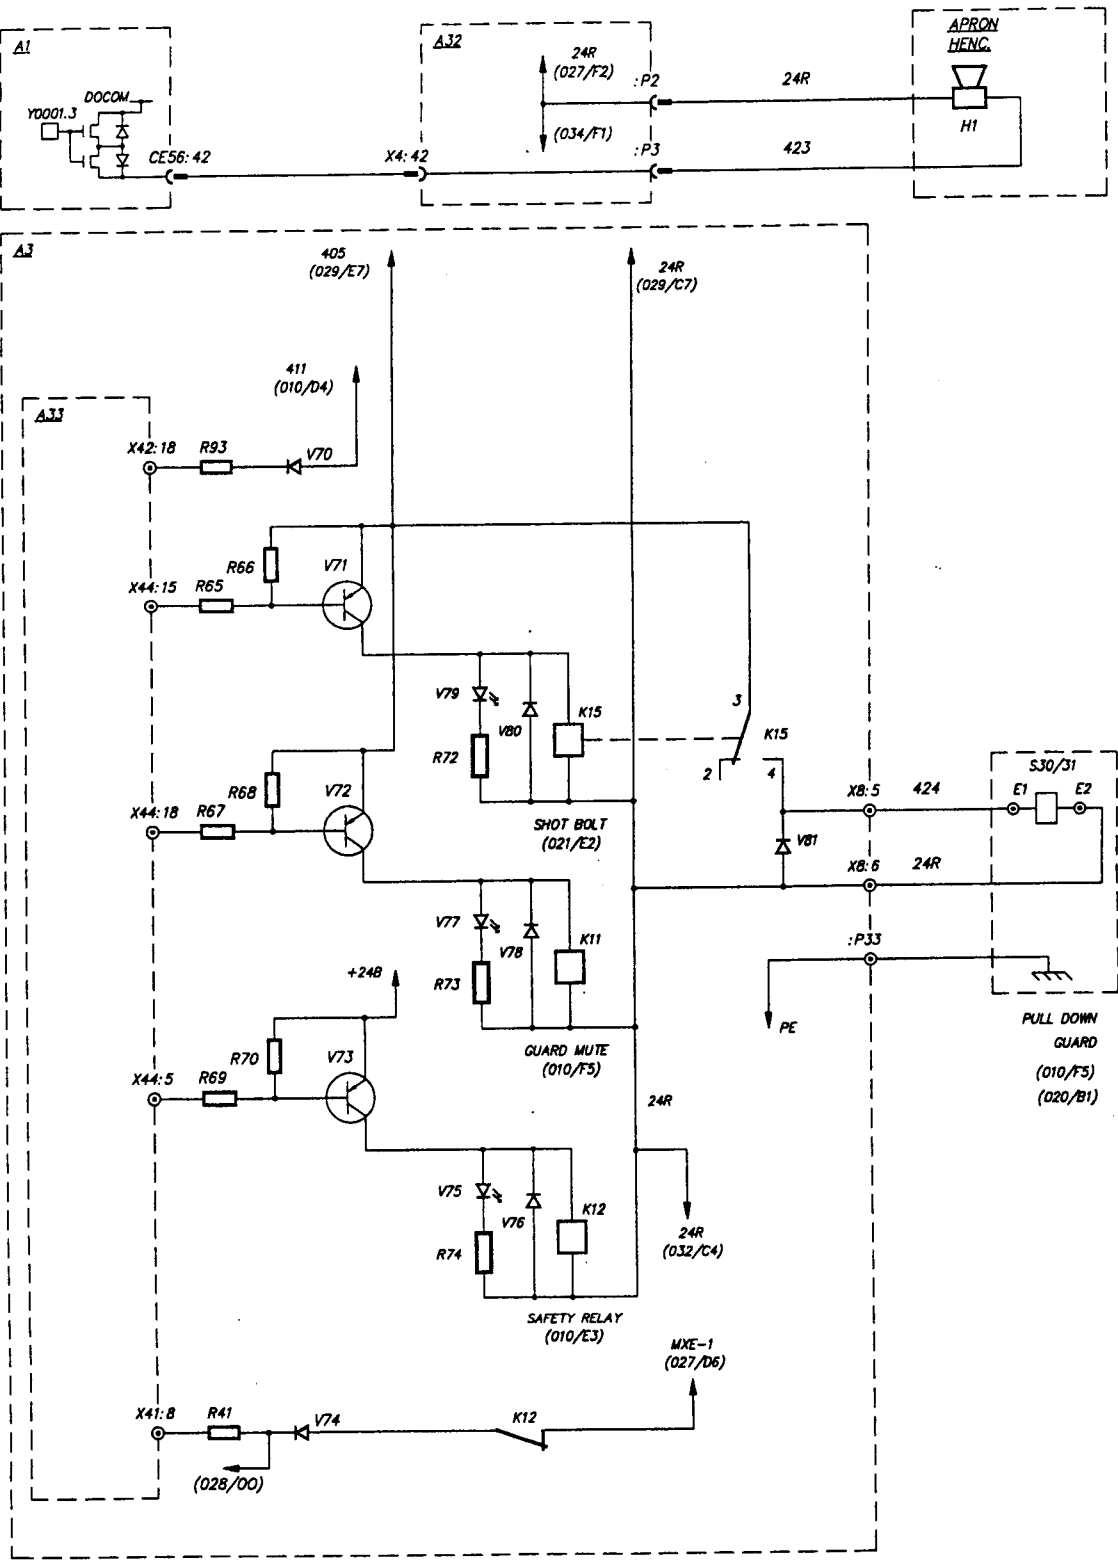 A1
DOCOM
Y0001.3
CE56:42
X4:42
A32
24R
(027/F2)
(034/F1)
:P2
:P3
24R
423
APRON
HENC.
H1
A3
405
(029/E7)
24R
(029/C7)
411
(010/D4)
A33
X42:18
R93
V70
R66
V71
X44:15
R65
V79
V80
K15
R72
3
K15
2
4
SHOT BOLT
(021/E2)
R68
V72
X44:18
R67
X8:5
424
S30/31
E1
E2
V81
X8:6
24R
V77
V78
K11
R73
:P33
PE
GUARD MUTE
(010/F5)
PULL DOWN
GUARD
(010/F5)
(020/B1)
+24B
R70
V73
X44:5
R69
24R
V75
V76
K12
R74
24R
(032/C4)
SAFETY RELAY
(010/E3)
MXE-1
(027/D6)
X41:8
R41
V74
K12
(028/00)